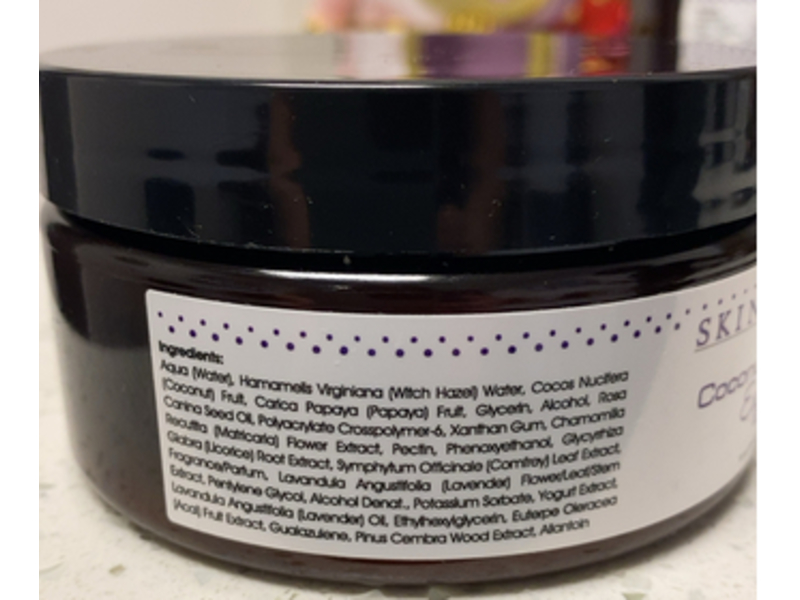 Ingredients:
Aqua (Water), Hamamelis Virginiana (Witch Hazel) Water, Cocos Nucifera
(Coconut) Fruit, Carica Papaya (Papaya) Fruit, Glycerin, Alcohol, Rosa
Canina Seed Oil, Polyacrylate Crosspolymer-6, Xanthan Gum, Chamomilla
Recutita (Matricaria) Flower Extract, Pectin, Phenoxyethanol, Glycyrrhiza
Glabra (Licorice) Root Extract, Symphytum Officinale (Comfrey) Leaf Extract,
Fragrance/Parfum, Lavandula Angustifolia (Lavender) Flower/Leaf/Stem
Extract, Pentylene Glycol, Alcohol Denat., Potassium Sorbate, Yogurt Extract,
Lavandula Angustifolia (Lavender) Oil, Ethylhexylglycerin, Euterpe Oleracea
(Acai) Fruit Extract, Guaiazulene, Pinus Cembra Wood Extract, Allantoin
SKIN
Cocon